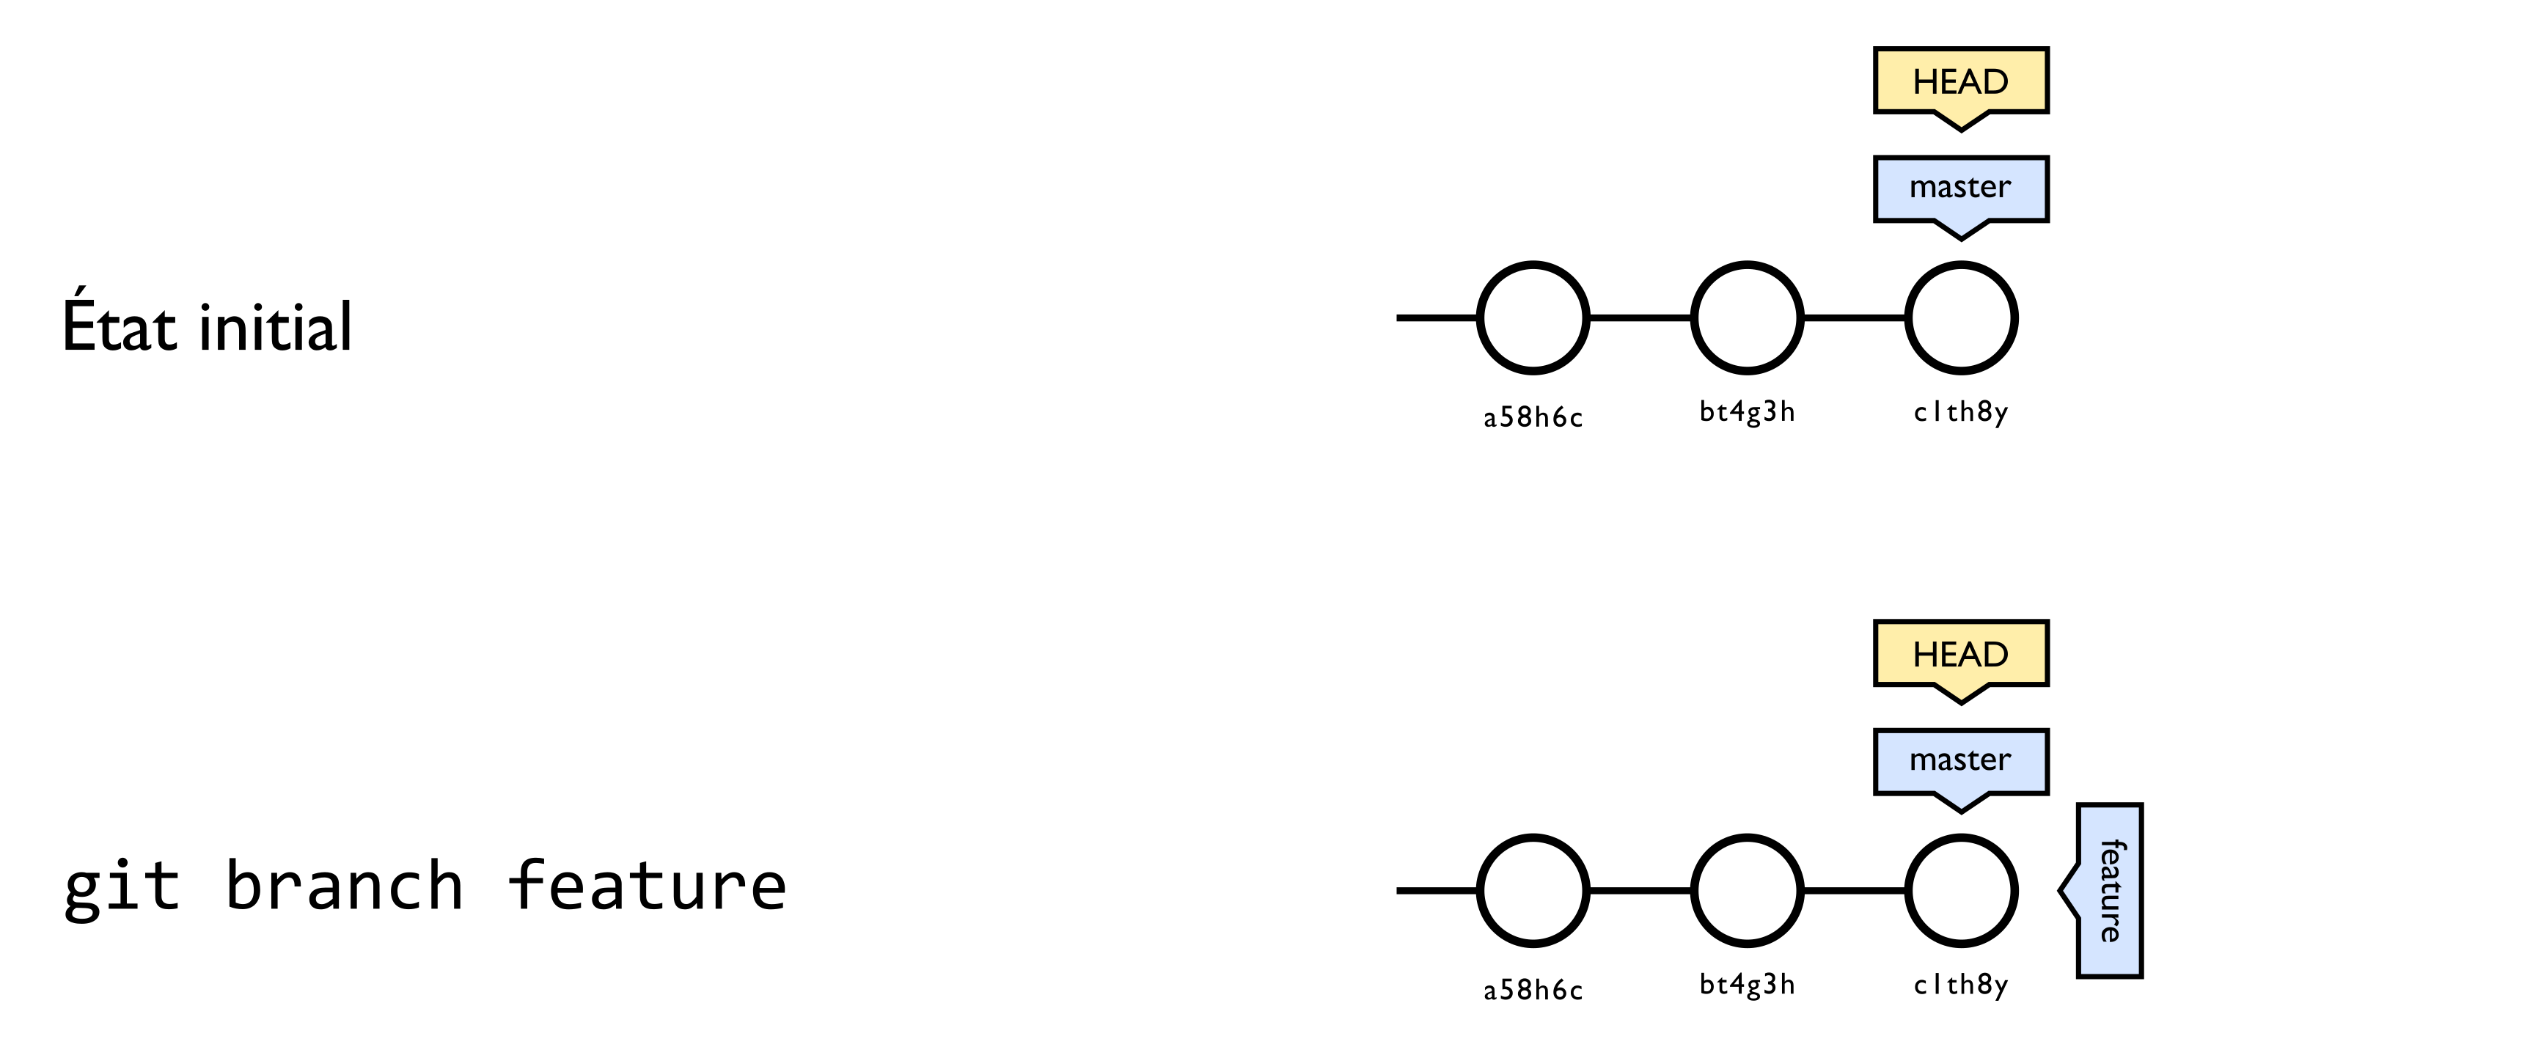 HEAD
master
État initial
a58h6c
bt4g3h
c1th8y
HEAD
master
feature
git branch feature
a58h6c
bt4g3h
c1th8y